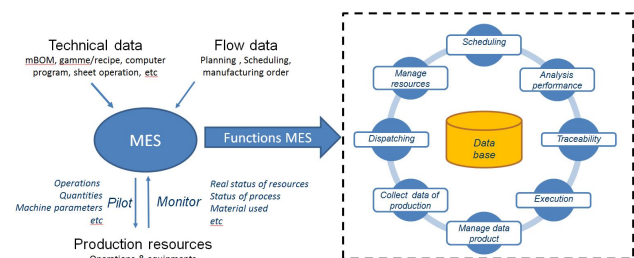 Technical data
mBOM, gamme/recipe, computer
program, sheet operation, etc
Flow data
Planning , Scheduling,
manufacturing order
MES
Functions MES
Operations
Quantities
Machine parameters
etc
Pilot
Monitor
Real status of resources
Status of process
Material used
etc
Production resources
Operations & equipments
Scheduling
Manage
resources
Analysis
performance
Dispatching
Data
base
Traceability
Collect data of
production
Execution
Manage data
product